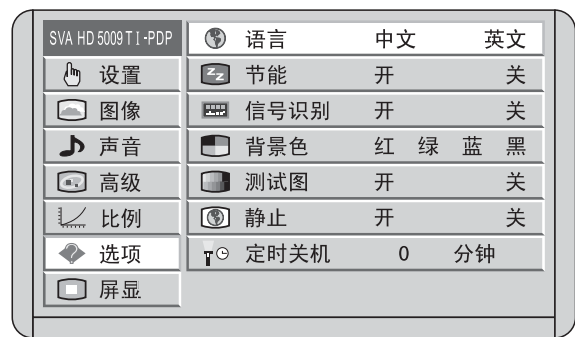 SVA HD 5009 T I -PDP
设置
图像
声音
高级
比例
选项
屏显
语言 中文 英文
节能 开 关
信号识别 开 关
背景色 红 绿 蓝 黑
测试图 开 关
静止 开 关
定时关机 0 分钟